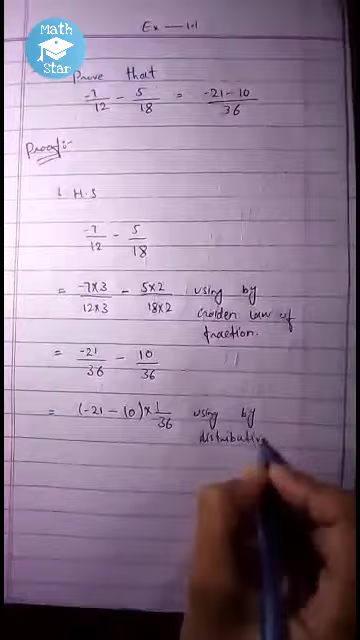 Math
Star
Ex — 1.1
Prove that
-7/12 - 5/18 = -21-10/36
Proof:-
L H.S
-7/12 - 5/18
= -7×3/12×3 - 5×2/18×2 using by
Golden law of
fraction.
= -21/36 - 10/36 ''
= (-21-10)×1/36 using by
distributiv